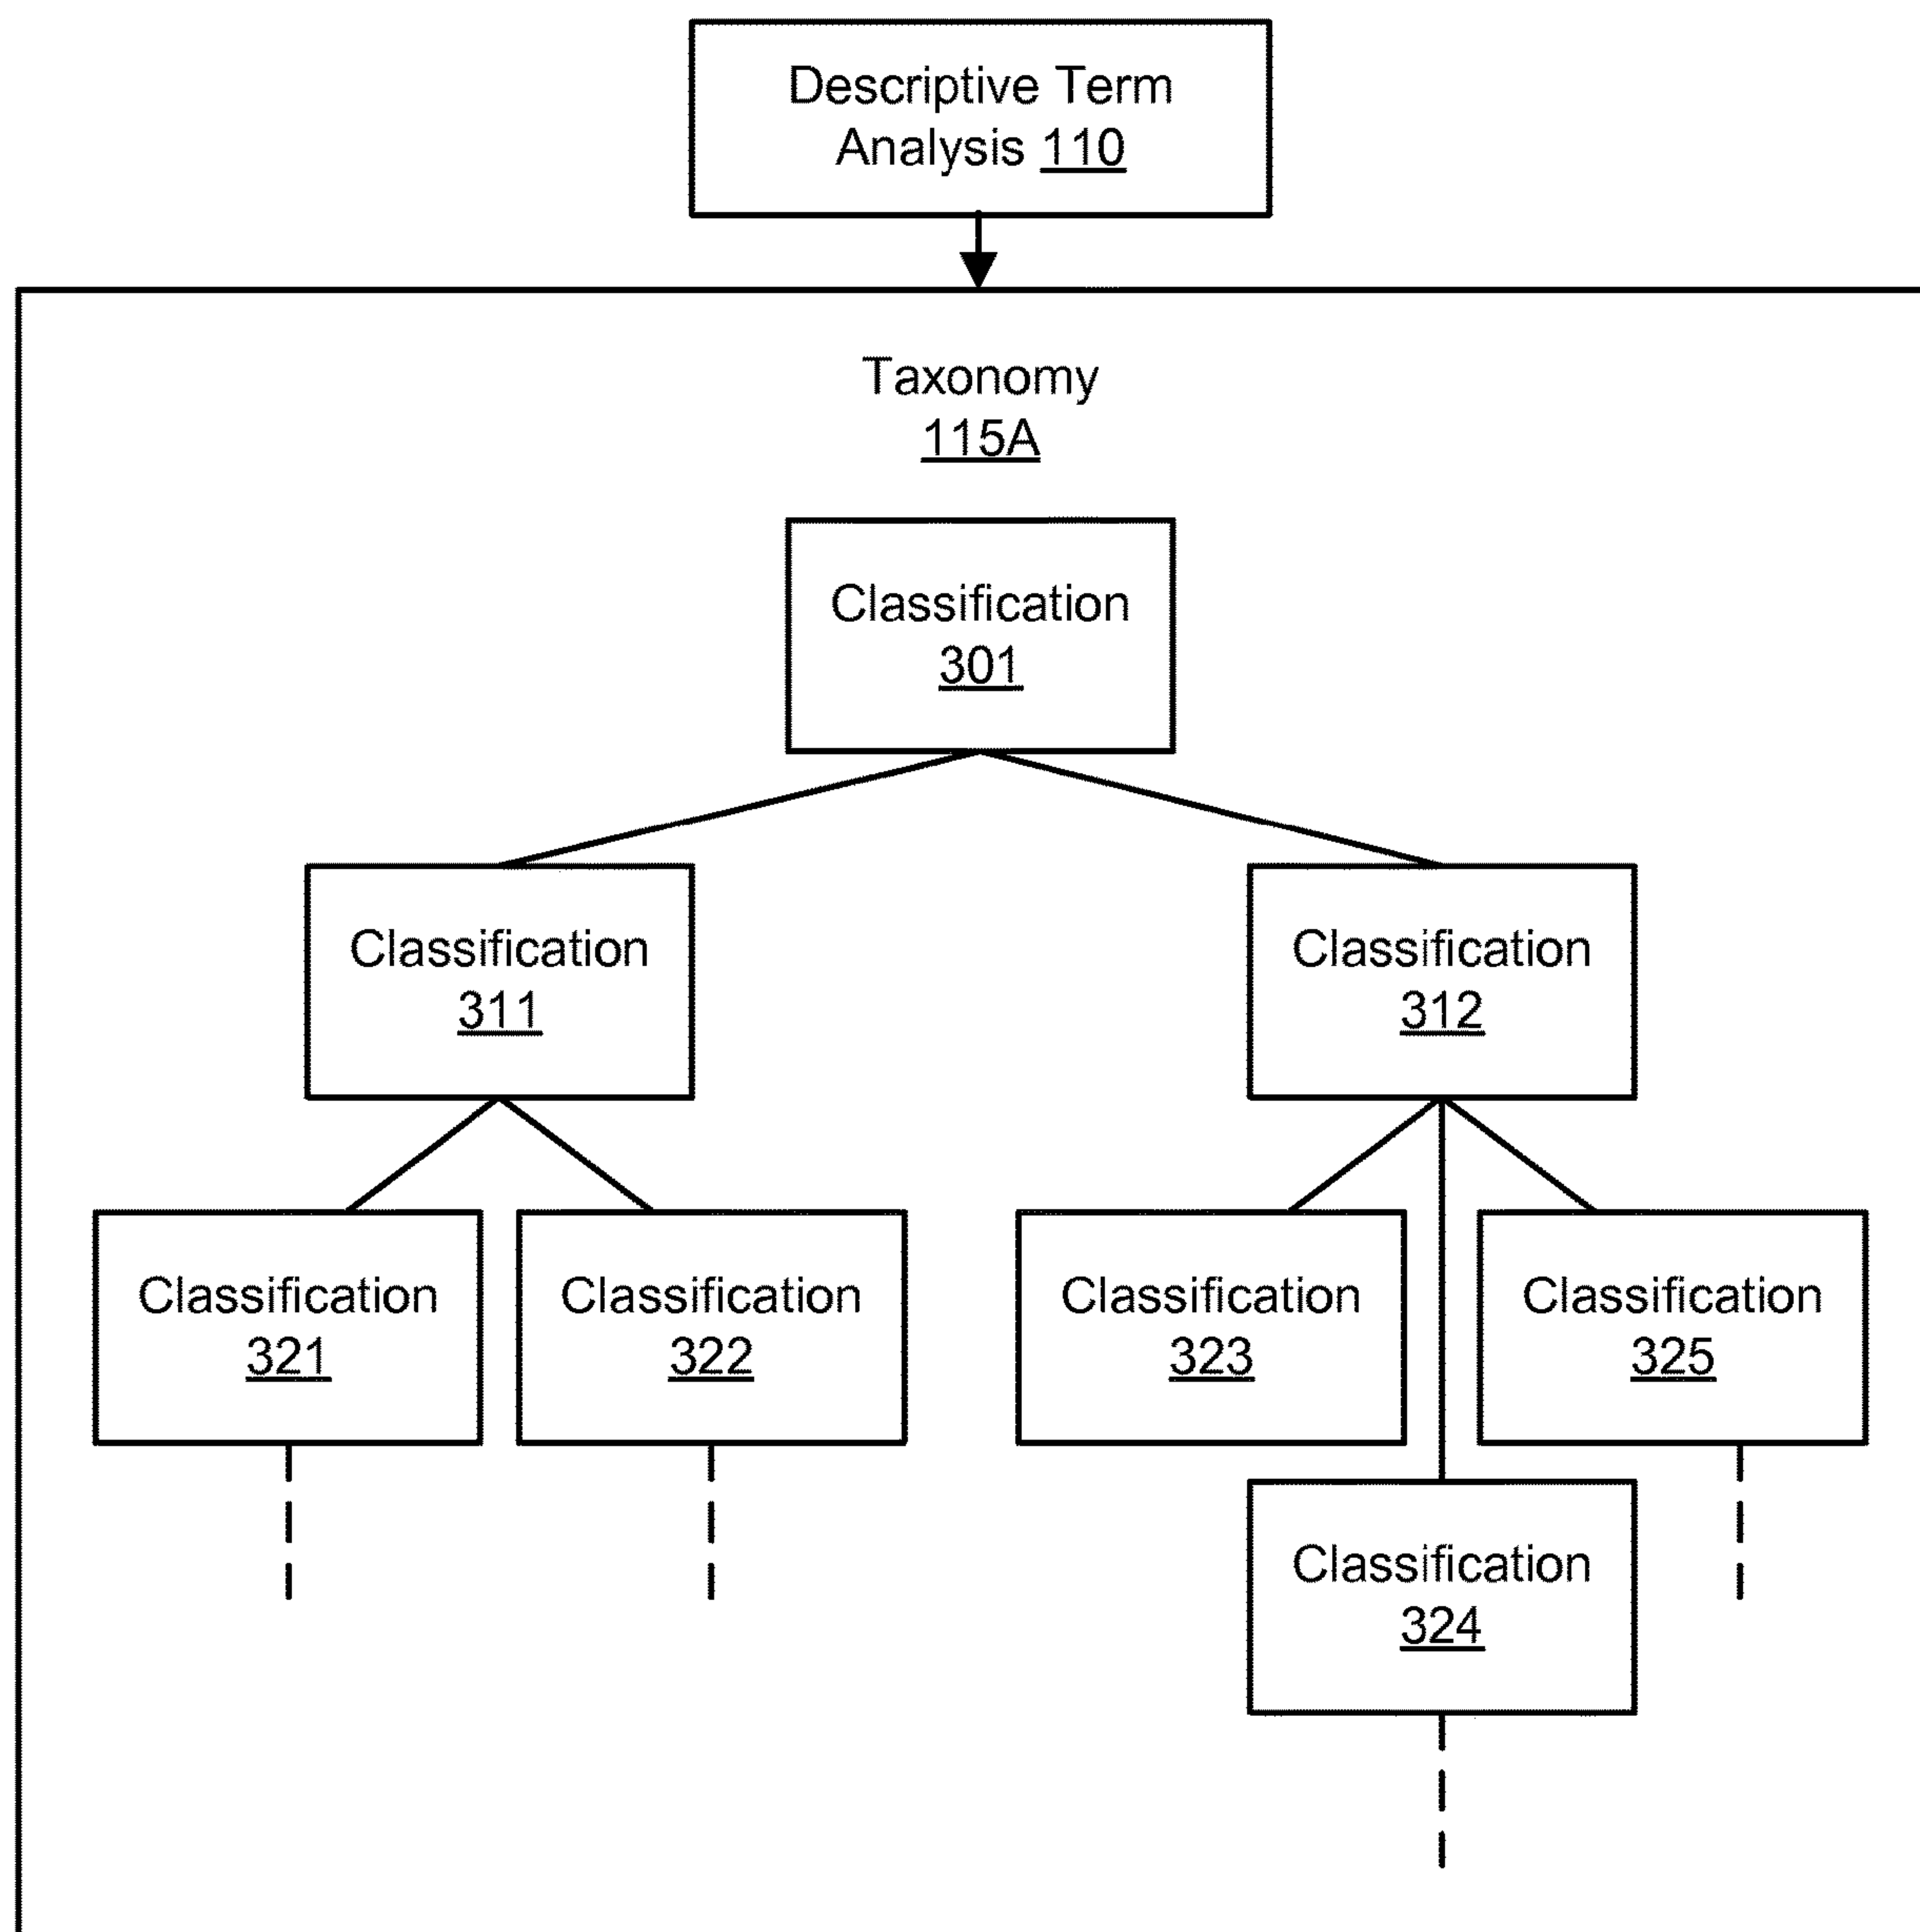 Descriptive Term
Analysis 110
Taxonomy
115A
Classification
301
Classification
311
Classification
312
Classification
321
Classification
322
Classification
323
Classification
325
Classification
324